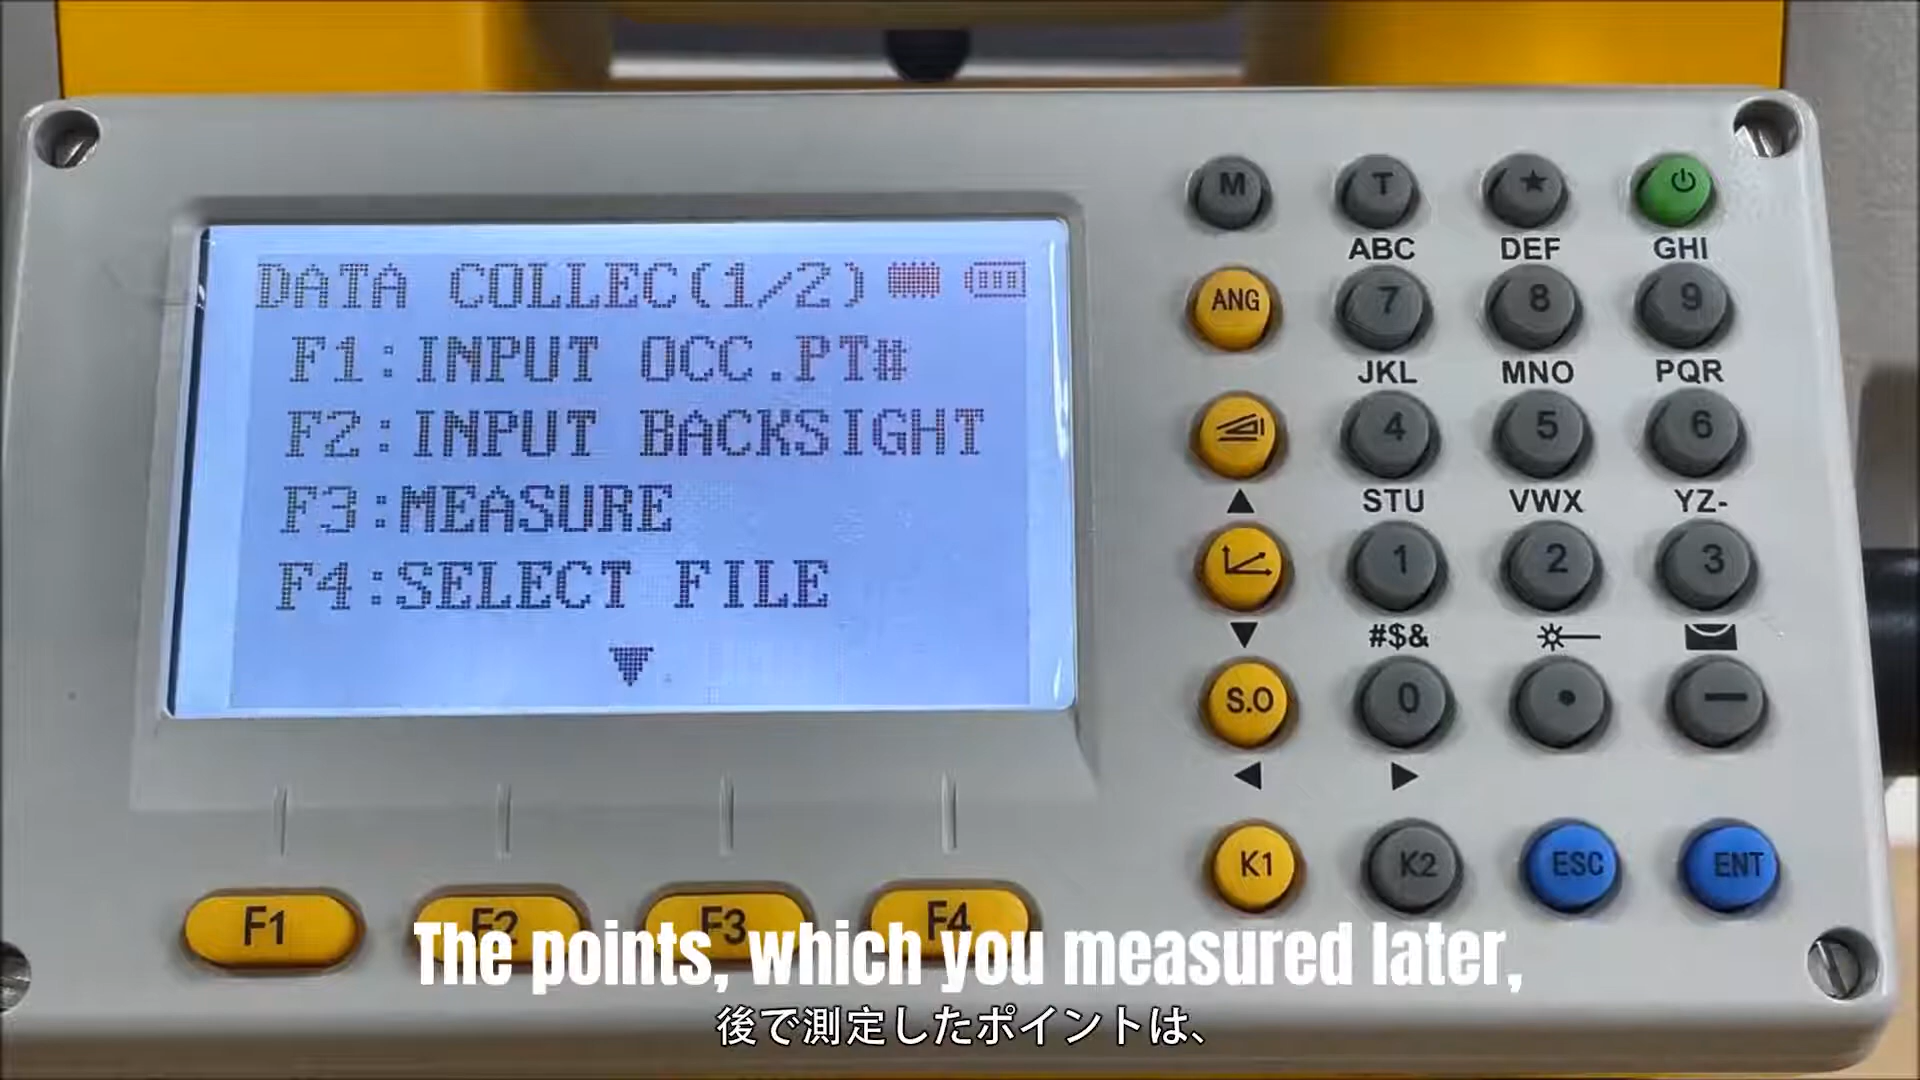 DATA COLLEC(1/2)
F1:INPUT OCC.PT#
F2:INPUT BACKSIGHT
F3:MEASURE
F4:SELECT FILE
M T ★
ABC DEF GHI
ANG 7 8 9
JKL MNO PQR
4 5 6
STU VWX YZ-
1 2 3
#$&
S.O 0 • —
K1 K2 ESC ENT
F1 F2 F3 F4
The points, which you measured later,
後で測定したポイントは、